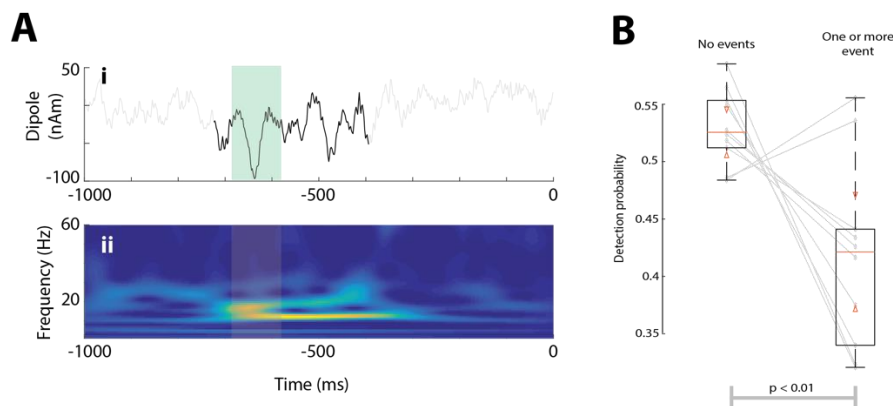 A
i
50
-100
Dipole
(nAm)
-1000
-500
0
ii
60
20
Frequency (Hz)
-1000
-500
0
Time (ms)
B
No events
One or more
event
0.55
0.5
0.45
0.4
0.35
Detection probability
p < 0.01